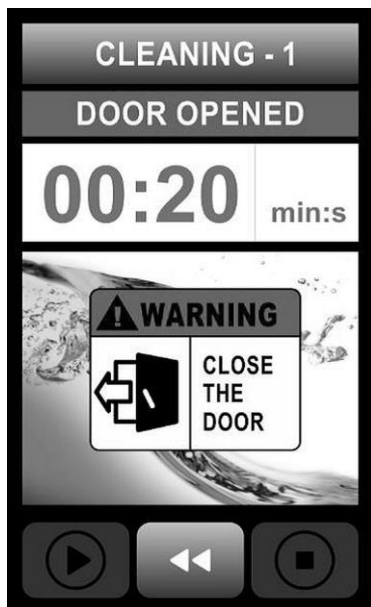 CLEANING - 1
DOOR OPENED
00:20 min:s
WARNING
CLOSE
THE
DOOR